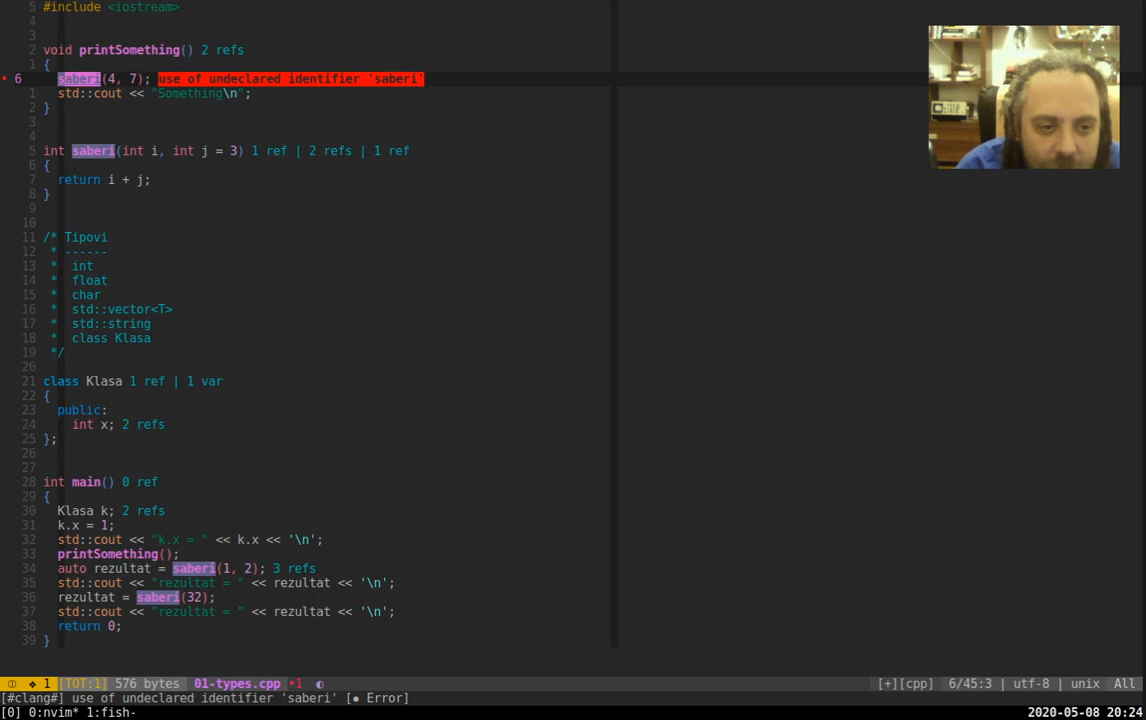 5 #include <iostream>
4
3
2 void printSomething() 2 refs
1 {
• 6 saberi(4, 7); use of undeclared identifier 'saberi'
1 std::cout << "Something\n";
2 }
3
4
5 int saberi(int i, int j = 3) 1 ref | 2 refs | 1 ref
6 {
7 return i + j;
8 }
9
10
11 /* Tipovi
12 * ------
13 * int
14 * float
15 * char
16 * std::vector<T>
17 * std::string
18 * class Klasa
19 */
20
21 class Klasa 1 ref | 1 var
22 {
23 public:
24 int x; 2 refs
25 };
26
27
28 int main() 0 ref
29 {
30 Klasa k; 2 refs
31 k.x = 1;
32 std::cout << "k.x = " << k.x << '\n';
33 printSomething();
34 auto rezultat = saberi(1, 2); 3 refs
35 std::cout << "rezultat = " << rezultat << '\n';
36 rezultat = saberi(32);
37 std::cout << "rezultat = " << rezultat << '\n';
38 return 0;
39 }
1 [TOT:1] 576 bytes 01-types.cpp •1 [+][cpp] 6/45:3 | utf-8 | unix All
[#clang#] use of undeclared identifier 'saberi' [✹ Error]
[0] 0:nvim* 1:fish- 2020-05-08 20:24